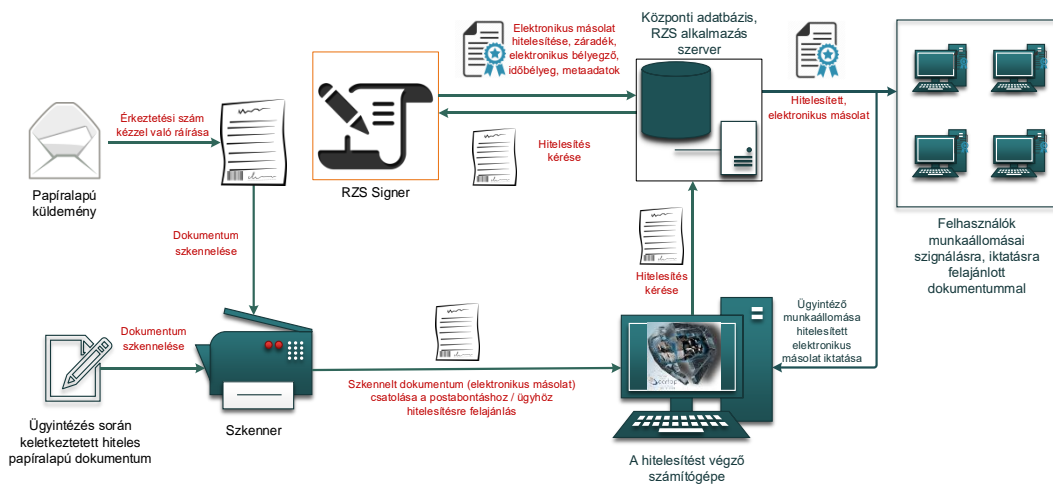 Elektronikus másolat
hitelesítése, záradék,
elektronikus bélyegző,
időbélyeg, metaadatok
Központi adatbázis,
RZS alkalmazás
szerver
Hitelesített,
elektronikus másolat
Érkeztetési szám
kézzel való ráírása
Hitelesítés
kérése
Papíralapú
küldemény
RZS Signer
Felhasználók
munkaállomásai
szignálásra, iktatásra
felajánlott
dokumentummal
Dokumentum
szkennelése
Hitelesítés
kérése
Ügyintéző
munkaállomása
hitelesített
elektronikus
másolat iktatása
Dokumentum
szkennelése
Szkennelt dokumentum (elektronikus másolat)
csatolása a postabontáshoz / ügyhöz
hitelesítésre felajánlás
Szkenner
Ügyintézés során
keletkeztetett hiteles
papíralapú dokumentum
A hitelesítést végző
számítógépe